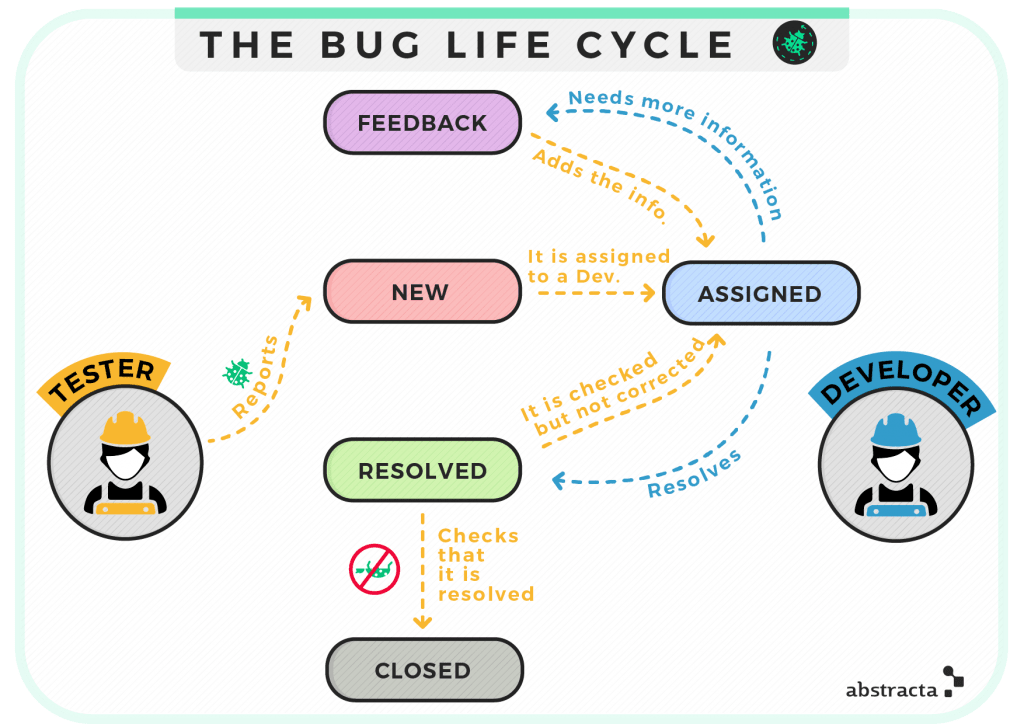 THE BUG LIFE CYCLE
FEEDBACK
Needs more information
Adds the info.
NEW
It is assigned
to a Dev.
ASSIGNED
Reports
TESTER
DEVELOPER
It is checked
but not corrected
RESOLVED
Resolves
Checks
that
it is
resolved
CLOSED
abstracta